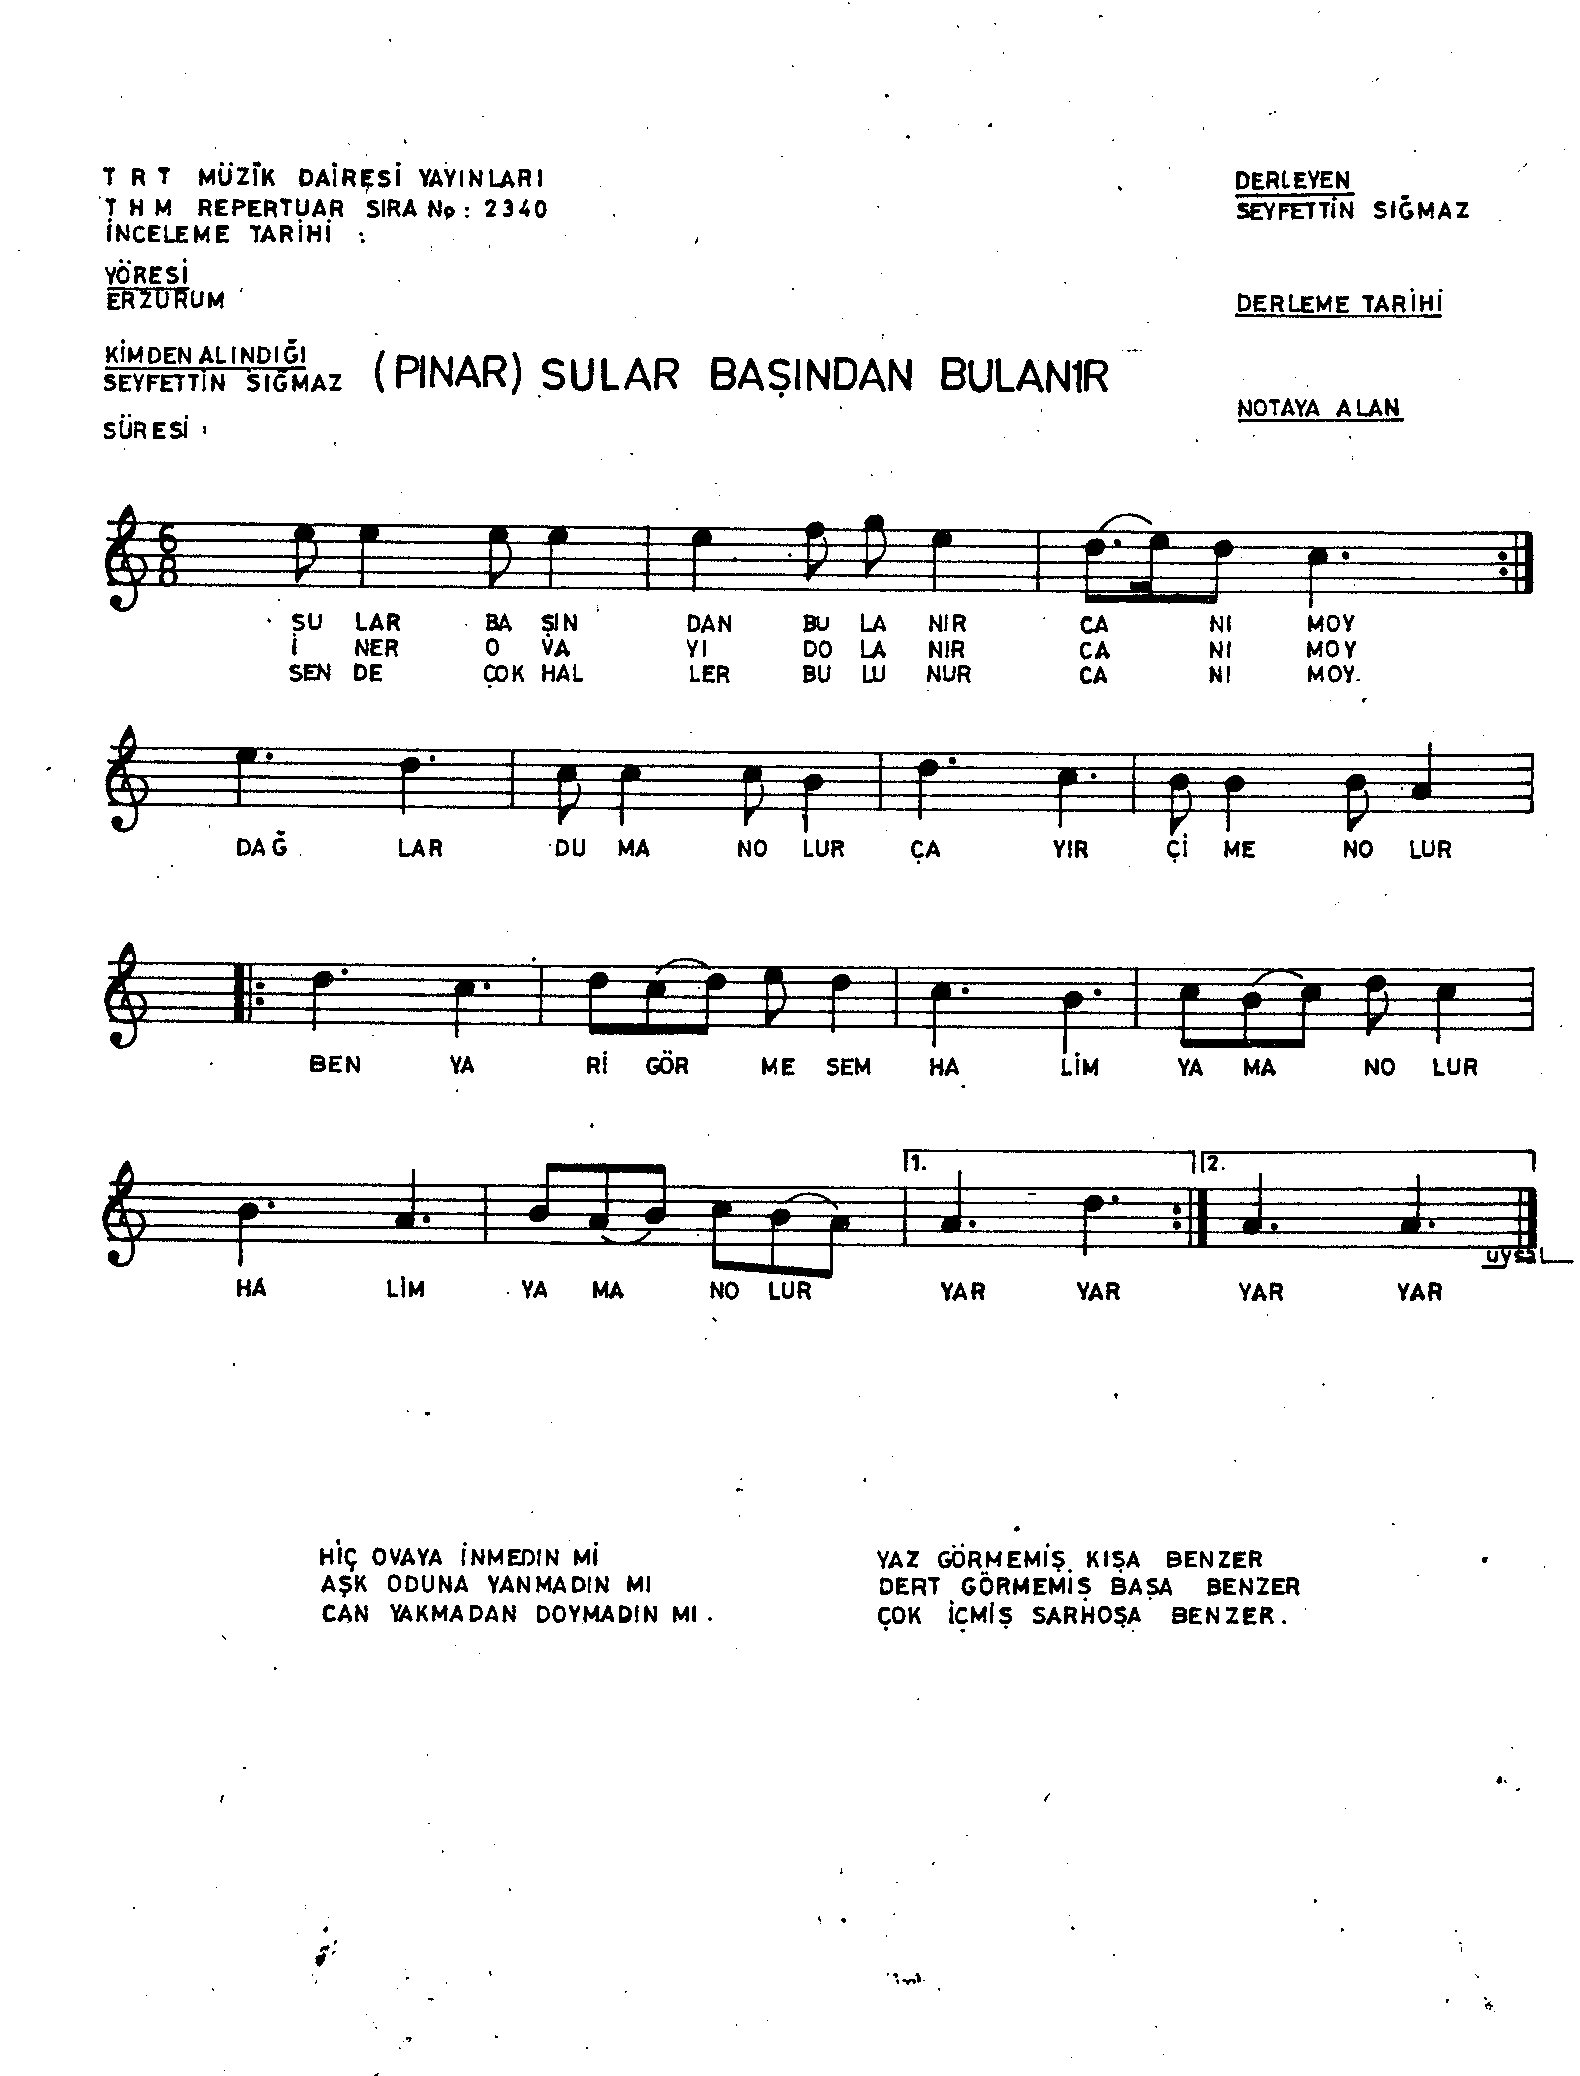 TRT MÜZİK DAİRESİ YAYINLARI
THM REPERTUAR SIRA No: 2340
İNCELEME TARİHİ :
YÖRESİ
ERZURUM
KİMDEN ALINDIĞI
SEYFETTİN SIĞMAZ
SÜRESİ :
DERLEYEN
SEYFETTİN SIĞMAZ
DERLEME TARİHİ
NOTAYA ALAN
(PINAR) SULAR BAŞINDAN BULANIR
6
8
SU LAR BA ŞIN DAN BU LA NIR CA NI MOY
İ NER O VA YI DO LA NIR CA NI MOY
SEN DE ÇOK HAL LER BU LU NUR CA NI MOY.
DAĞ LAR DU MA NO LUR ÇA YIR Çİ ME NO LUR
BEN YA Rİ GÖR ME SEM HA LİM YA MA NO LUR
1. 2.
HA LİM YA MA NO LUR YAR YAR YAR YAR
uysal
HİÇ OVAYA İNMEDIN Mİ
AŞK ODUNA YANMADIN MI
CAN YAKMADAN DOYMADIN MI.
YAZ GÖRMEMİŞ KIŞA BENZER
DERT GÖRMEMİŞ BAŞA BENZER
ÇOK İÇMİŞ SARHOŞA BENZER.